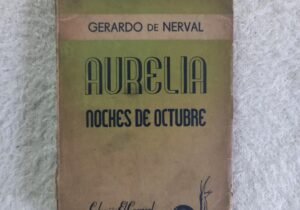 GERARDO DE NERVAL
AURELIA
NOCHES DE OCTUBRE